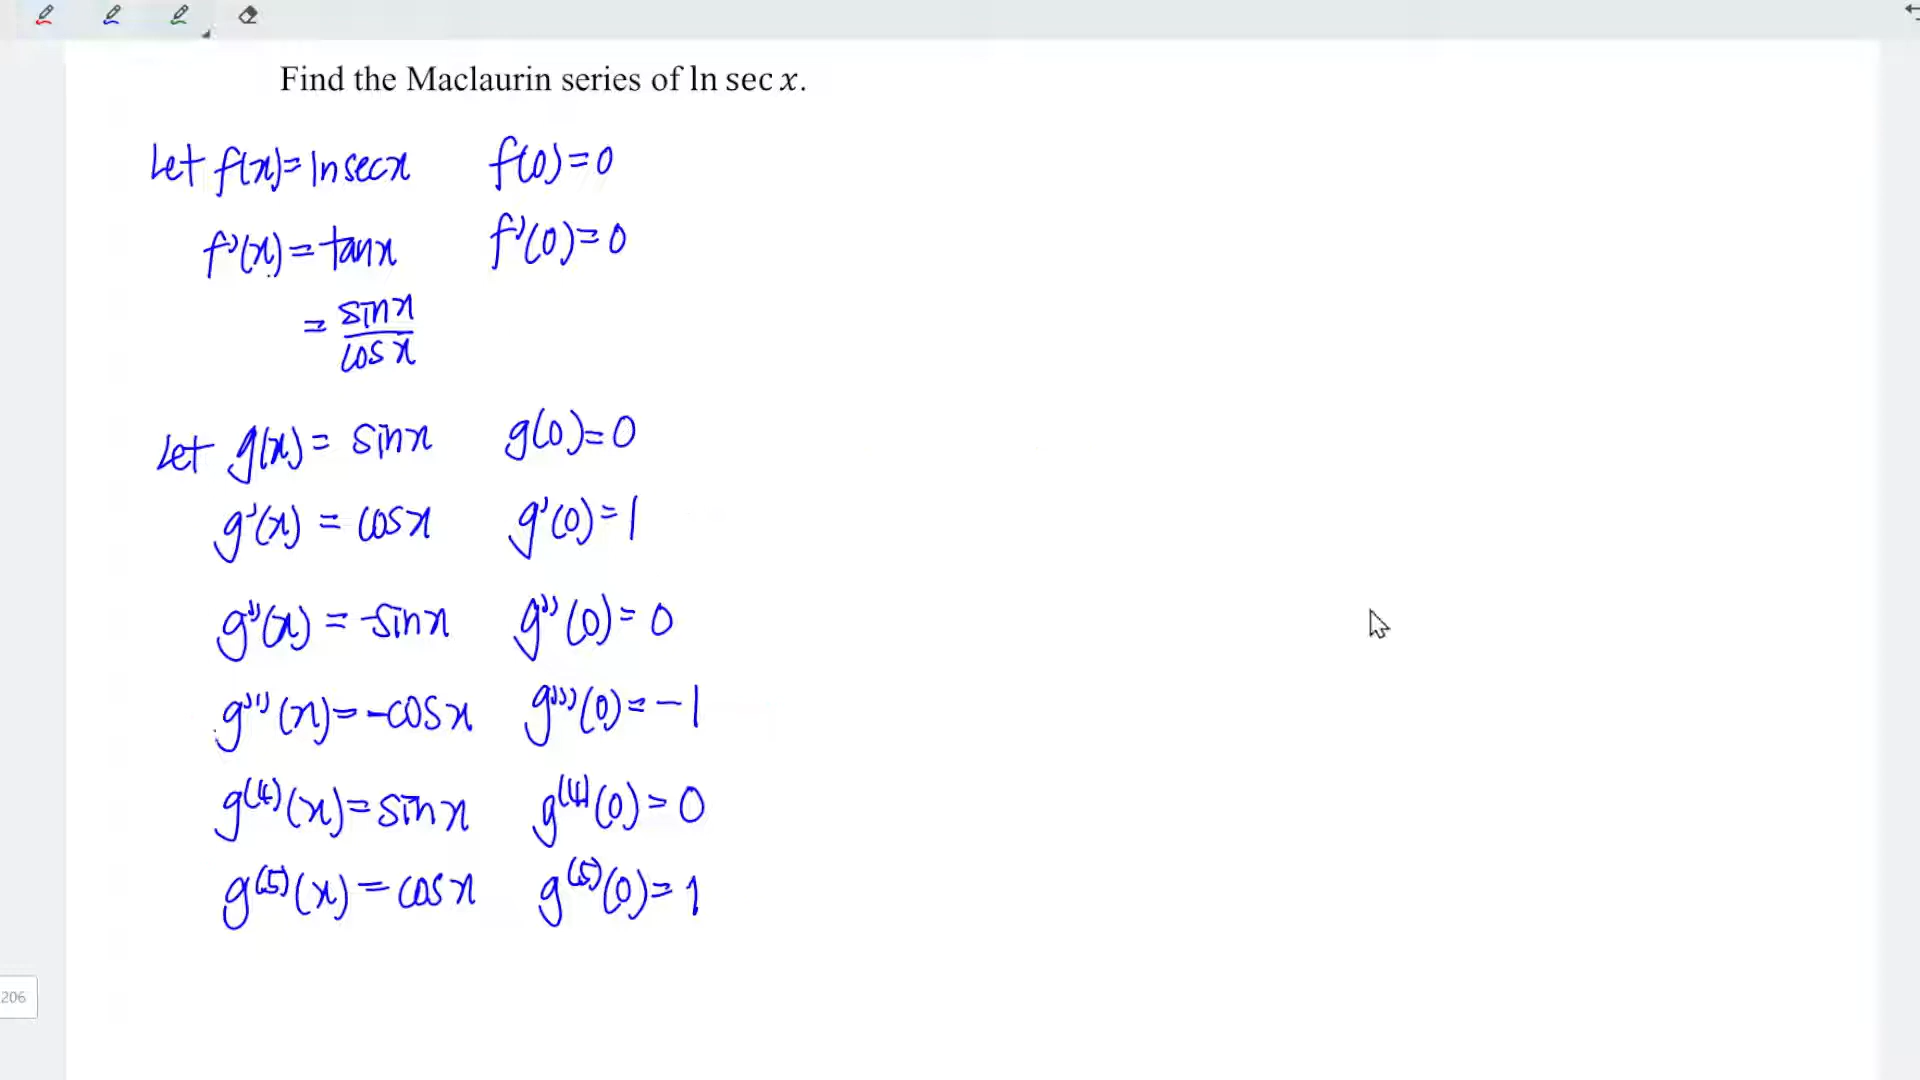 Find the Maclaurin series of ln sec x.
Let f(x) = ln sec x f(0) = 0
f'(x) = tan x f'(0) = 0
= sin x / cos x
Let g(x) = sin x g(0) = 0
g'(x) = cos x g'(0) = 1
g''(x) = -sin x g''(0) = 0
g'''(x) = -cos x g'''(0) = -1
g^(4)(x) = sin x g^(4)(0) = 0
g^(5)(x) = cos x g^(5)(0) = 1
206